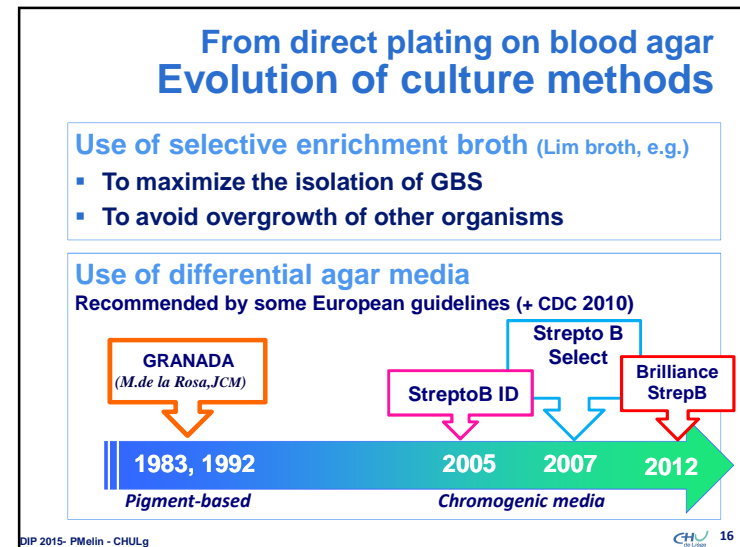 From direct plating on blood agar
Evolution of culture methods
Use of selective enrichment broth (Lim broth, e.g.)
▪ To maximize the isolation of GBS
▪ To avoid overgrowth of other organisms
Use of differential agar media
Recommended by some European guidelines (+ CDC 2010)
GRANADA
(M.de la Rosa,JCM)
StreptoB ID
Strepto B
Select
Brilliance
StrepB
1983, 1992
2005
2007
2012
Pigment-based
Chromogenic media
DIP 2015- PMelin - CHULg
CHU
de Liège
16